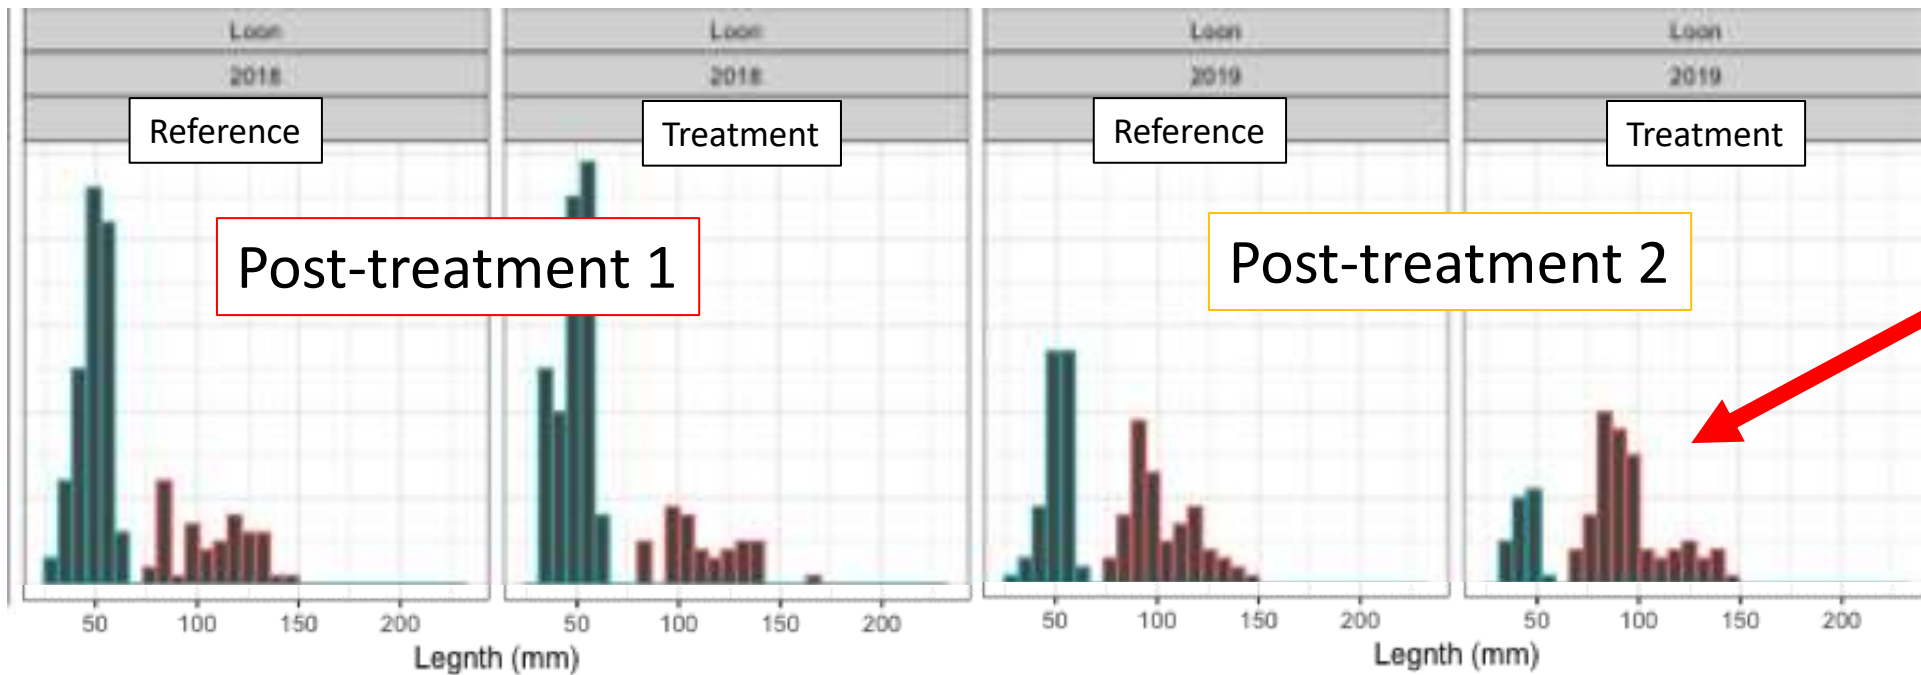 Loon
Loon
Loon
Loon
2018
2018
2019
2019
Reference
Treatment
Reference
Treatment
Post-treatment 1
Post-treatment 2
50 100 150 200
50 100 150 200
50 100 150 200
50 100 150 200
Legnth (mm)
Legnth (mm)